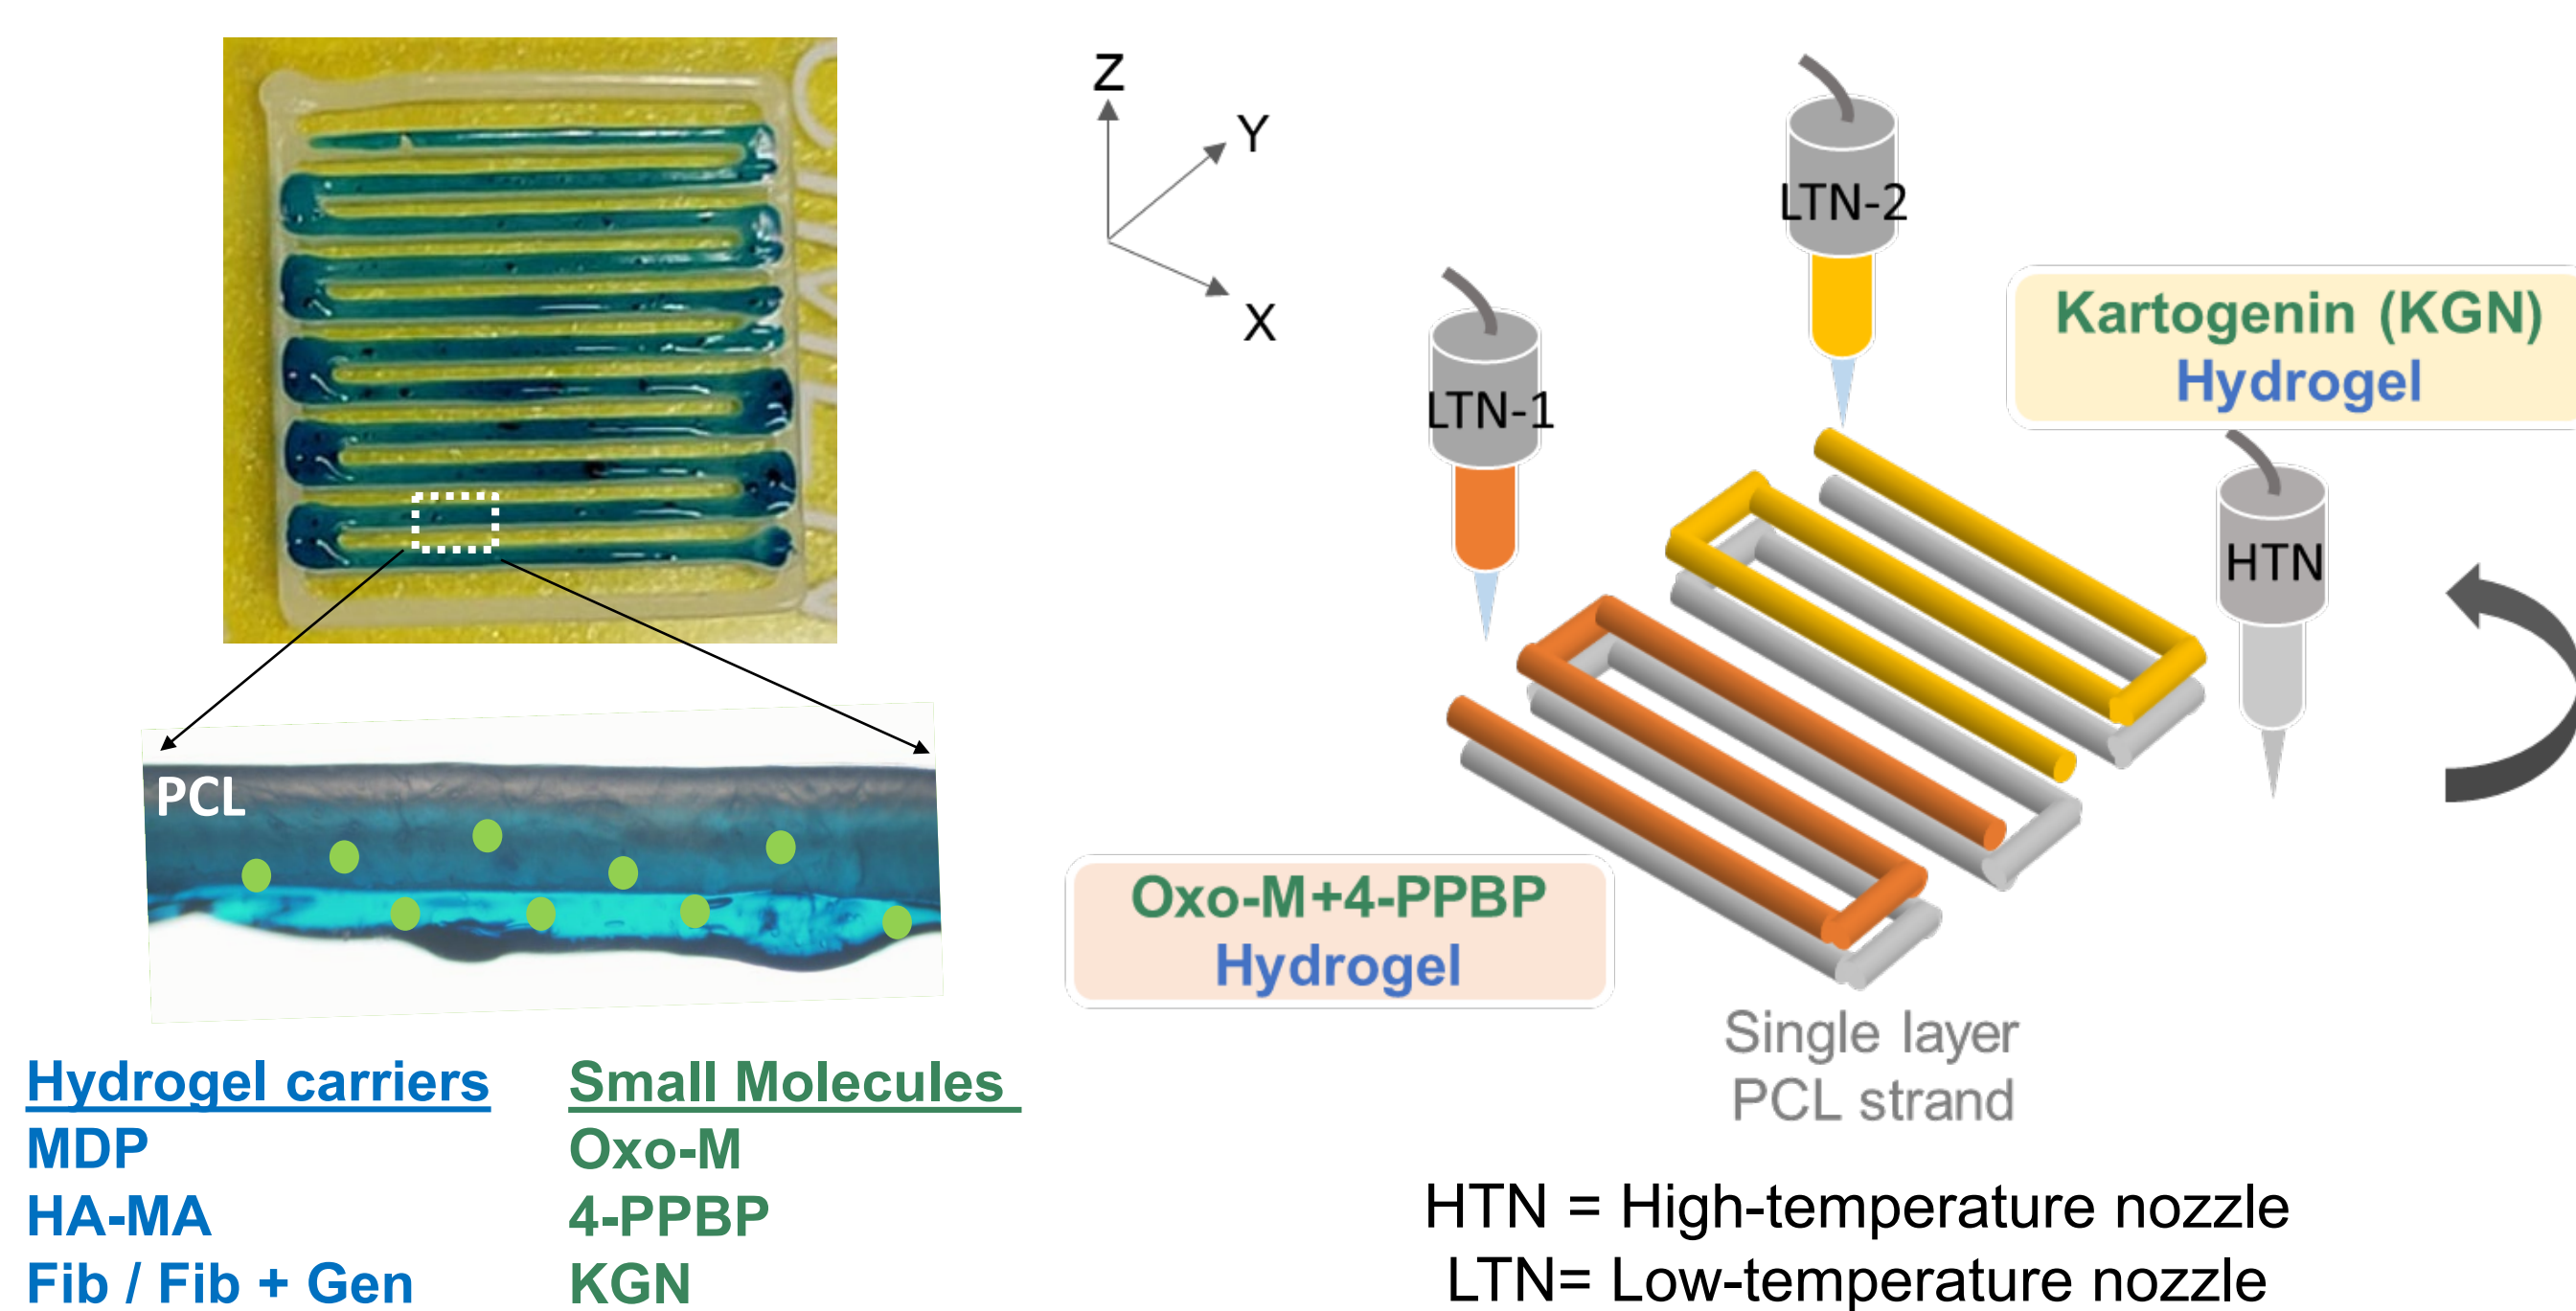 Z
Y
X
LTN-2
LTN-1
Kartogenin (KGN)
Hydrogel
HTN
PCL
Oxo-M+4-PPBP
Hydrogel
Single layer
PCL strand
Hydrogel carriers
MDP
HA-MA
Fib / Fib + Gen
Small Molecules
Oxo-M
4-PPBP
KGN
HTN = High-temperature nozzle
LTN= Low-temperature nozzle